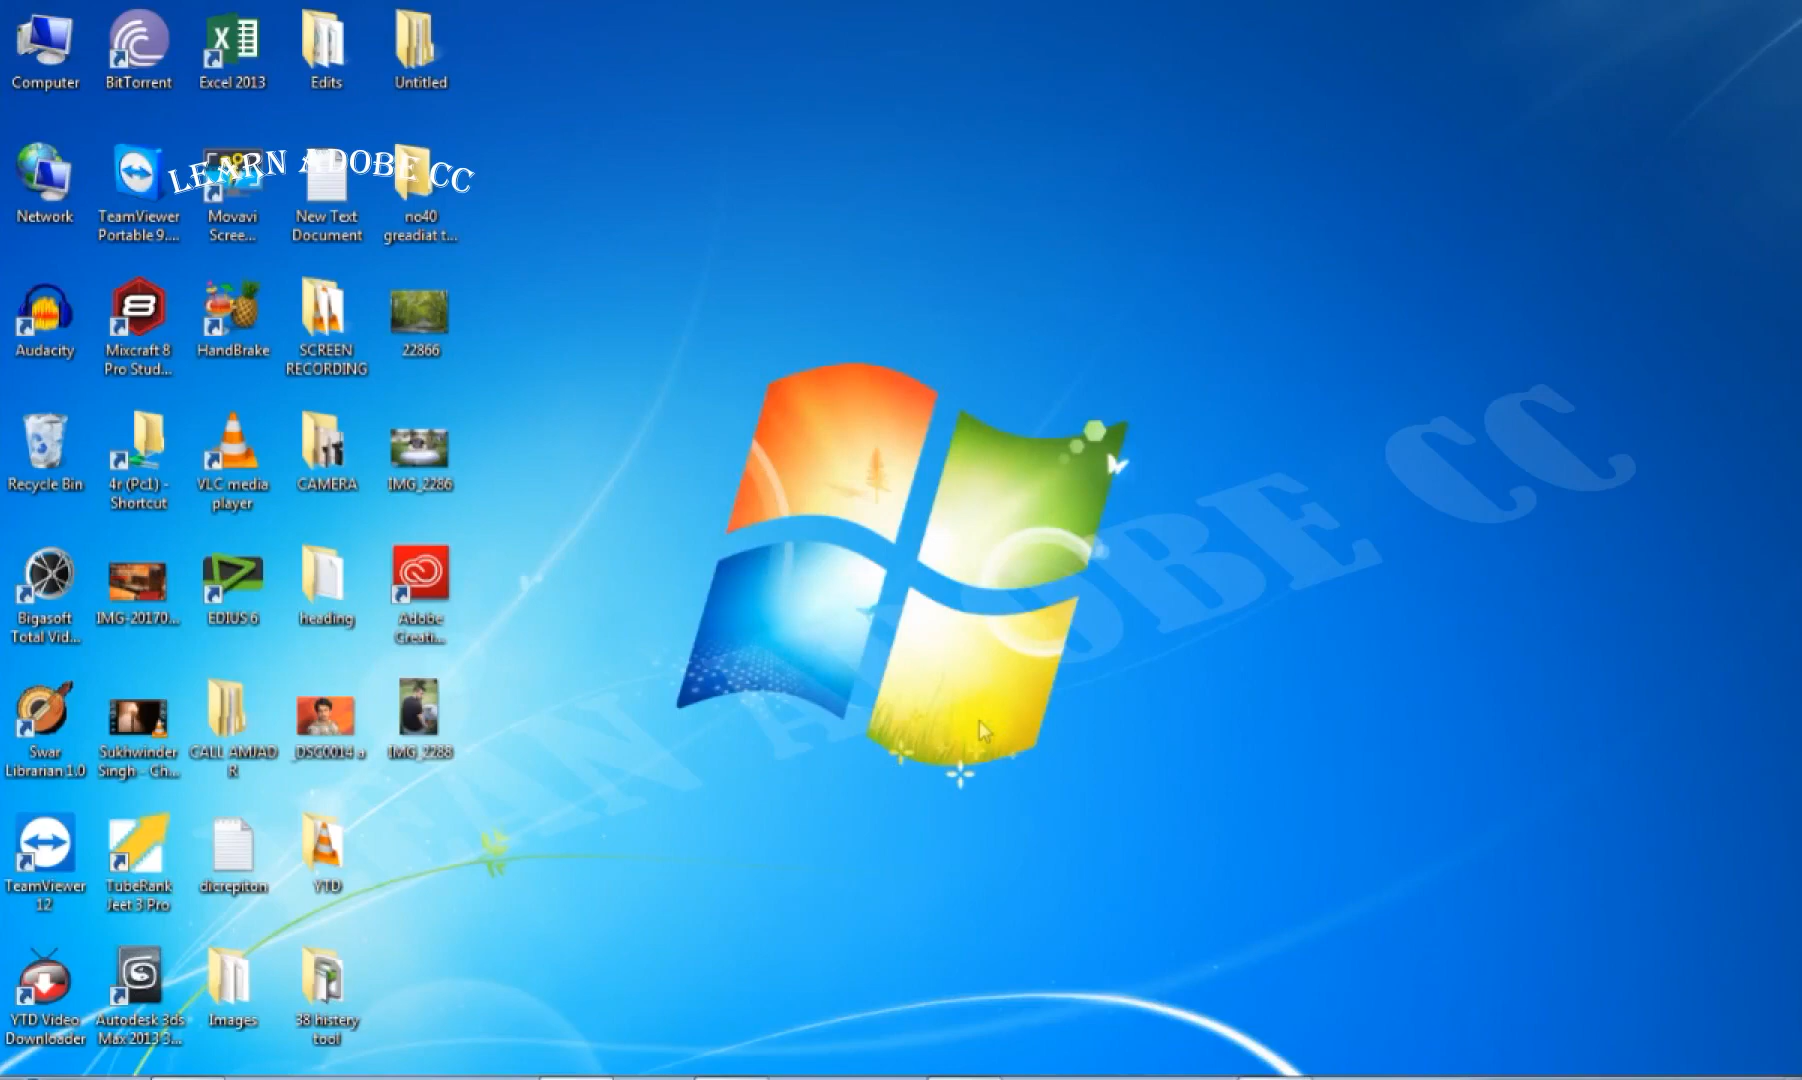 Computer
BitTorrent
Excel 2013
Edits
Untitled
LEARN ADOBE CC
Network
TeamViewer
Portable 9....
Movavi
Scree...
New Text
Document
no40
greadiat t...
Audacity
Mixcraft 8
Pro Stud...
HandBrake
SCREEN
RECORDING
22866
Recycle Bin
4r (Pc1) -
Shortcut
VLC media
player
CAMERA
IMG_2286
Bigasoft
Total Vid...
IMG-20170...
EDIUS 6
heading
Adobe
Creati...
Swar
Librarian 1.0
Sukhwinder
Singh - Ch...
CALL AMJAD
R
_DSC0014 a
IMG_2288
TeamViewer
12
TubeRank
Jeet 3 Pro
dicrepiton
YTD
YTD Video
Downloader
Autodesk 3ds
Max 2013 3...
Images
38 histery
tool
ADOBE CC